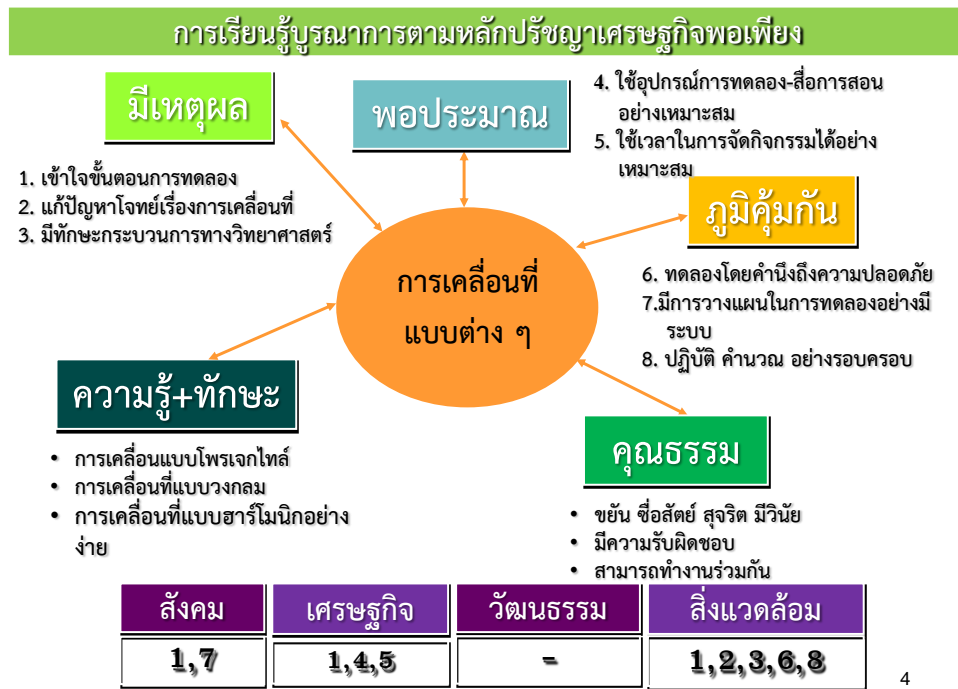 การเรียนรู้บูรณาการตามหลักปรัชญาเศรษฐกิจพอเพียง
มีเหตุผล
1. เข้าใจขั้นตอนการทดลอง
2. แก้ปัญหาโจทย์เรื่องการเคลื่อนที่
3. มีทักษะกระบวนการทางวิทยาศาสตร์
พอประมาณ
4. ใช้อุปกรณ์การทดลอง-สื่อการสอน
อย่างเหมาะสม
5. ใช้เวลาในการจัดกิจกรรมได้อย่าง
เหมาะสม
ภูมิคุ้มกัน
6. ทดลองโดยคำนึงถึงความปลอดภัย
7.มีการวางแผนในการทดลองอย่างมี
ระบบ
8. ปฏิบัติ คำนวณ อย่างรอบครอบ
การเคลื่อนที่
แบบต่าง ๆ
ความรู้+ทักษะ
• การเคลื่อนแบบโพรเจกไทล์
• การเคลื่อนที่แบบวงกลม
• การเคลื่อนที่แบบฮาร์โมนิกอย่าง
ง่าย
คุณธรรม
• ขยัน ซื่อสัตย์ สุจริต มีวินัย
• มีความรับผิดชอบ
• สามารถทำงานร่วมกัน
สังคม เศรษฐกิจ วัฒนธรรม สิ่งแวดล้อม
1,7 1,4,5 - 1,2,3,6,8
4